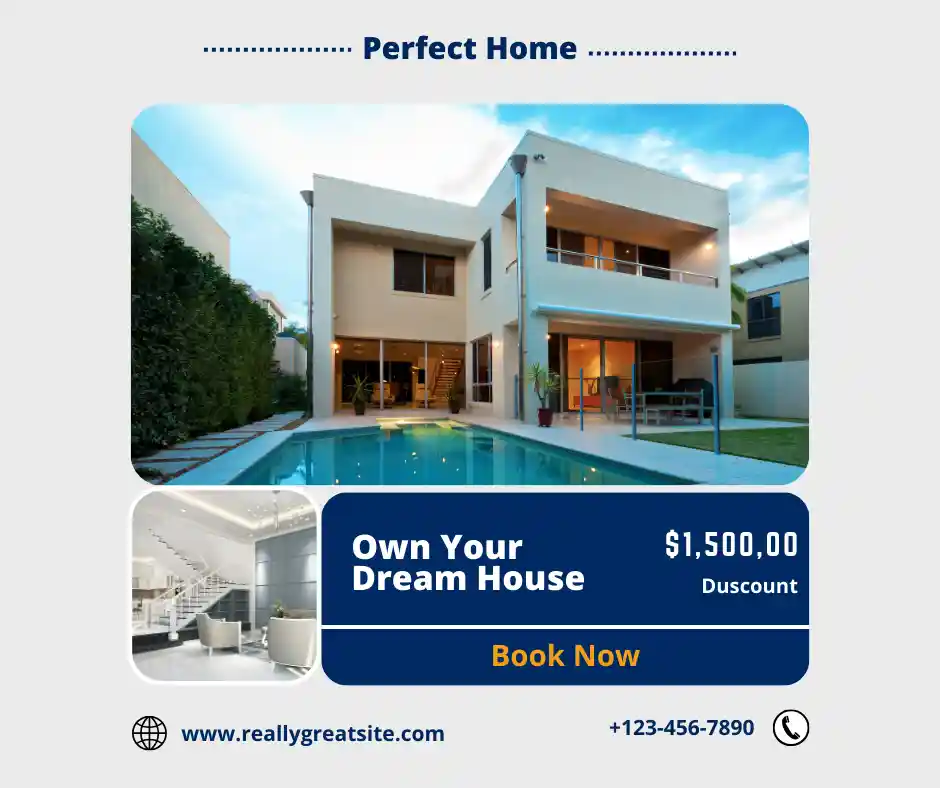 Perfect Home
Own Your
Dream House
$1,500,00
Duscount
Book Now
www.reallygreatsite.com
+123-456-7890